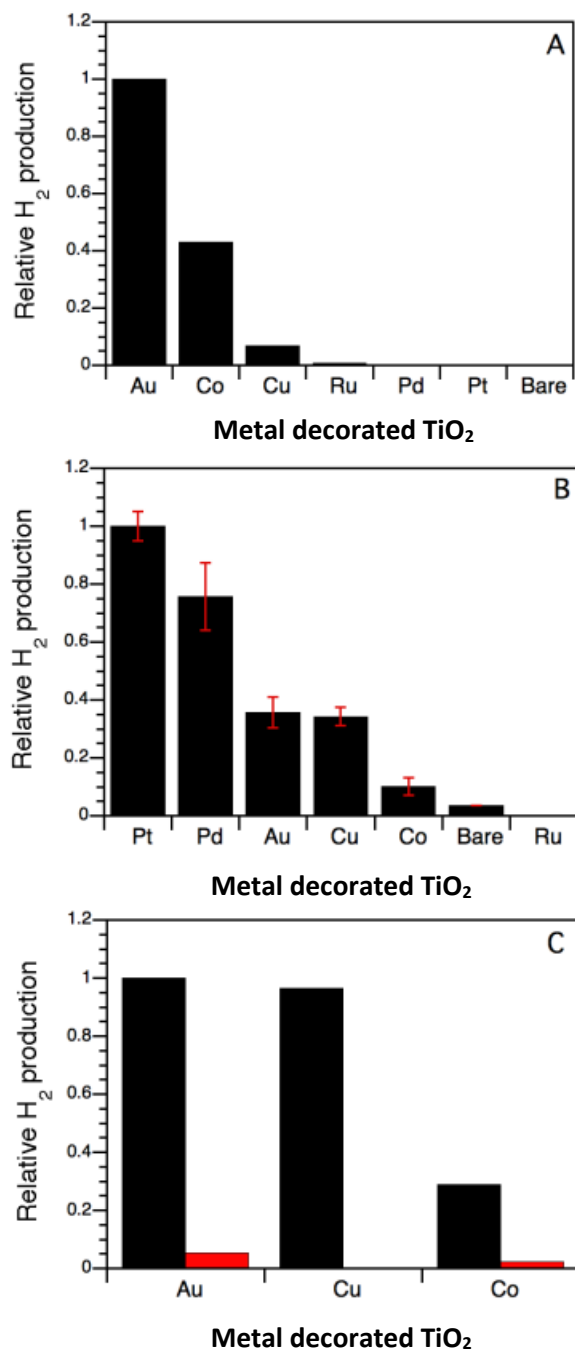 A
Relative H₂ production
1.2
1
0.8
0.6
0.4
0.2
0
Au Co Cu Ru Pd Pt Bare
Metal decorated TiO₂
B
Relative H₂ production
1.2
1
0.8
0.6
0.4
0.2
0
Pt Pd Au Cu Co Bare Ru
Metal decorated TiO₂
C
Relative H₂ production
1.2
1
0.8
0.6
0.4
0.2
0
Au Cu Co
Metal decorated TiO₂